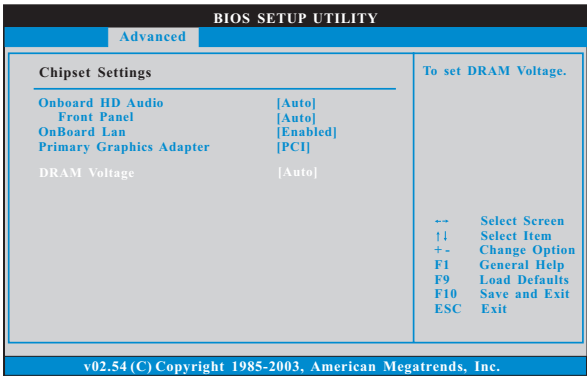 BIOS SETUP UTILITY
Advanced
Chipset Settings
Onboard HD Audio [Auto]
Front Panel [Auto]
OnBoard Lan [Enabled]
Primary Graphics Adapter [PCI]
DRAM Voltage [Auto]
To set DRAM Voltage.
←→ Select Screen
↑↓ Select Item
+ - Change Option
F1 General Help
F9 Load Defaults
F10 Save and Exit
ESC Exit
v02.54 (C) Copyright 1985-2003, American Megatrends, Inc.